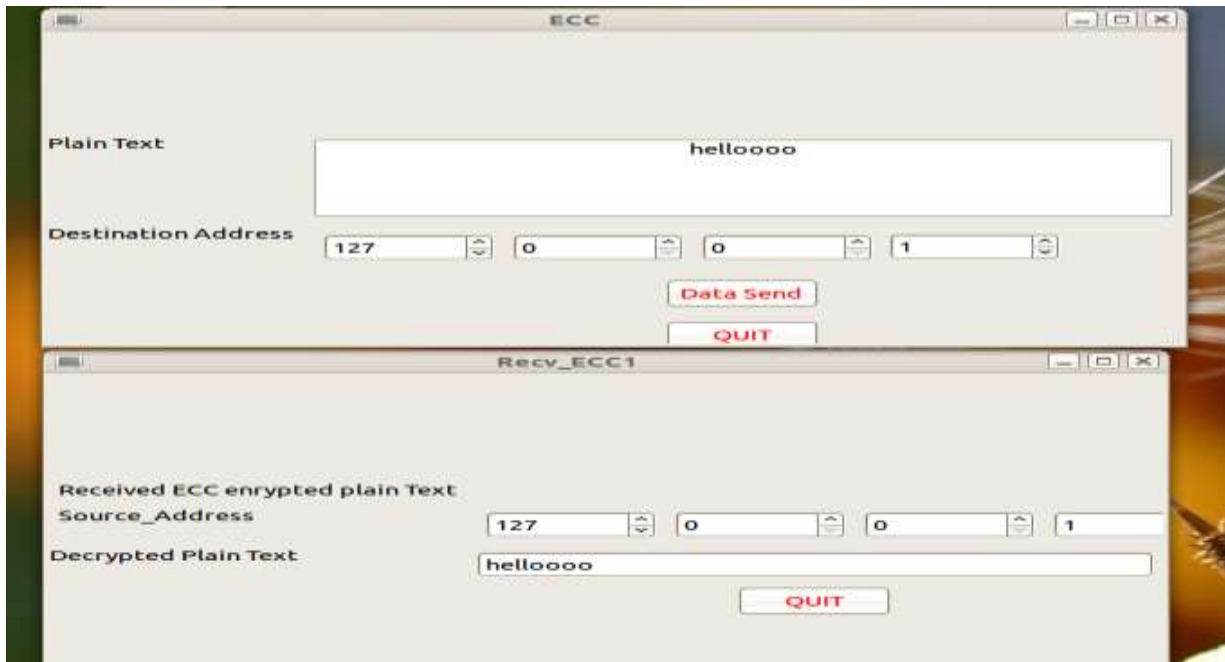 ECC
Plain Text
helloooo
Destination Address
127 0 0 1
Data Send
QUIT
Recv_ECC1
Received ECC enrypted plain Text
Source_Address
127 0 0 1
Decrypted Plain Text
helloooo
QUIT